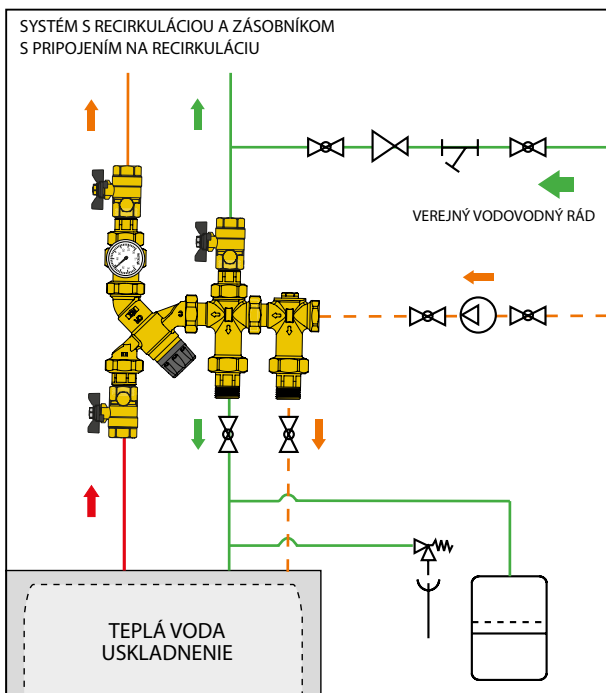 SYSTÉM S RECIRKULÁCIOU A ZÁSOBNÍKOM
S PRIPOJENÍM NA RECIRKULÁCIU
VEREJNÝ VODOVODNÝ RÁD
TEPLÁ VODA
USKLADNENIE